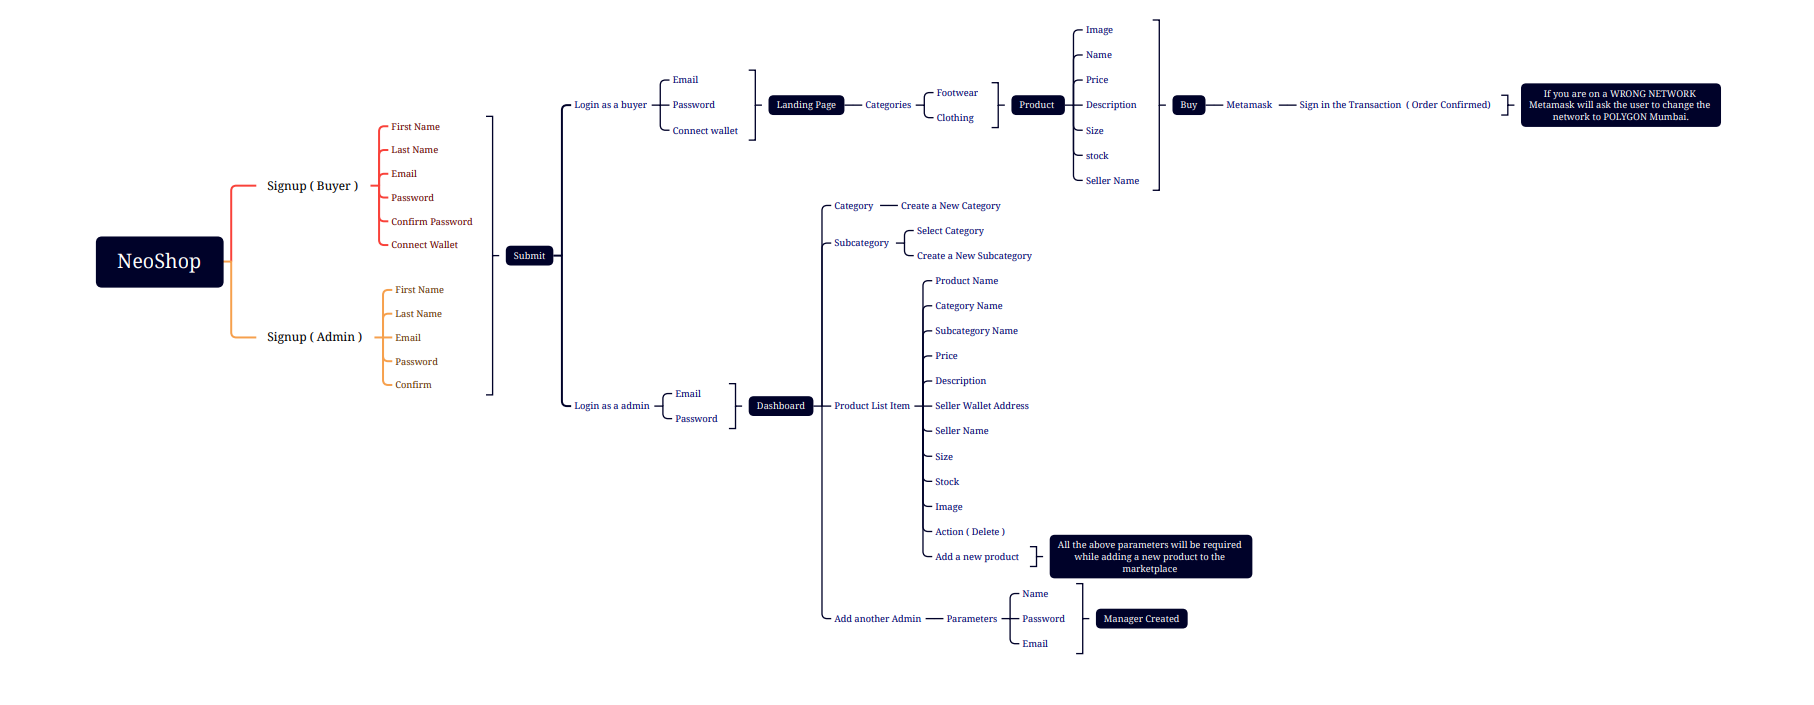 NeoShop
Signup ( Buyer )
First Name
Last Name
Email
Password
Confirm Password
Connect Wallet
Signup ( Admin )
First Name
Last Name
Email
Password
Confirm
Submit
Login as a buyer
Email
Password
Connect wallet
Landing Page
Categories
Footwear
Clothing
Product
Image
Name
Price
Description
Size
stock
Seller Name
Buy
Metamask
Sign in the Transaction ( Order Confirmed)
If you are on a WRONG NETWORK
Metamask will ask the user to change the
network to POLYGON Mumbai.
Login as a admin
Email
Password
Dashboard
Category
Create a New Category
Subcategory
Select Category
Create a New Subcategory
Product List Item
Product Name
Category Name
Subcategory Name
Price
Description
Seller Wallet Address
Seller Name
Size
Stock
Image
Action ( Delete )
Add a new product
All the above parameters will be required
while adding a new product to the
marketplace
Add another Admin
Parameters
Name
Password
Email
Manager Created